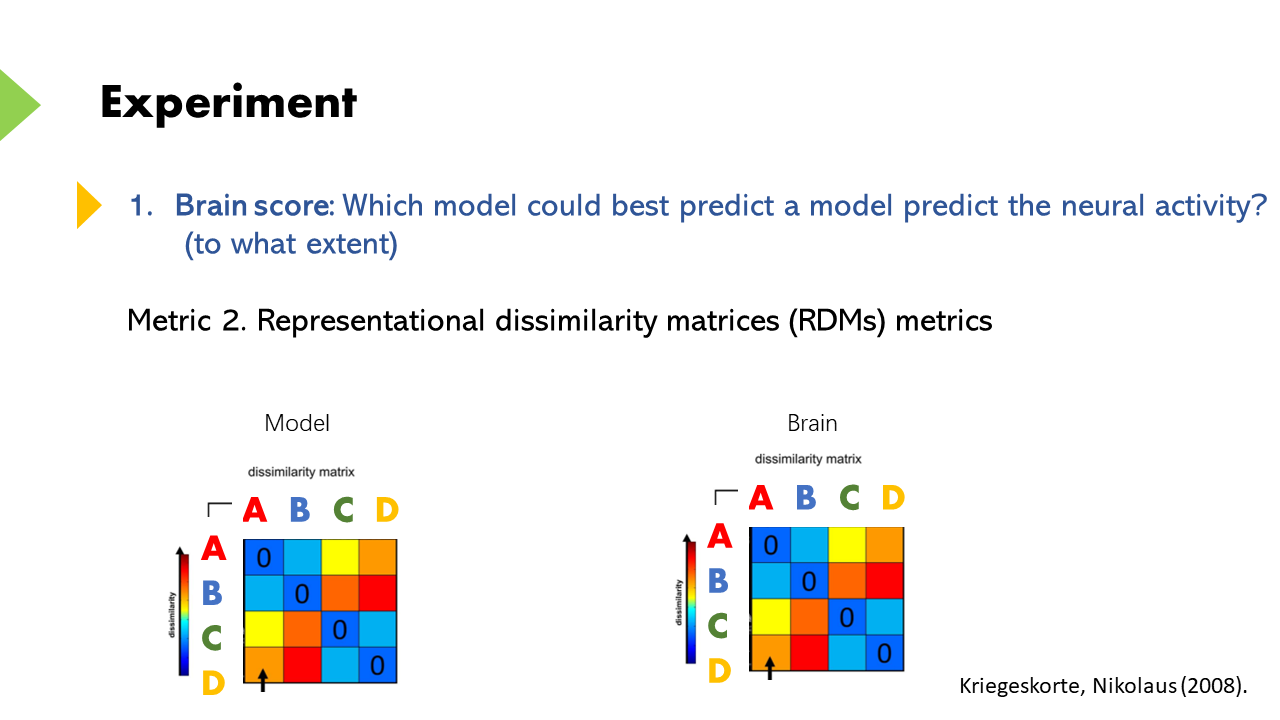 Experiment
1. Brain score: Which model could best predict a model predict the neural activity?
(to what extent)
Metric 2. Representational dissimilarity matrices (RDMs) metrics
Model
dissimilarity matrix
A B C D
A
B
C
D
0
0
0
0
dissimilarity
Brain
dissimilarity matrix
A B C D
A
B
C
D
0
0
0
0
dissimilarity
Kriegeskorte, Nikolaus (2008).